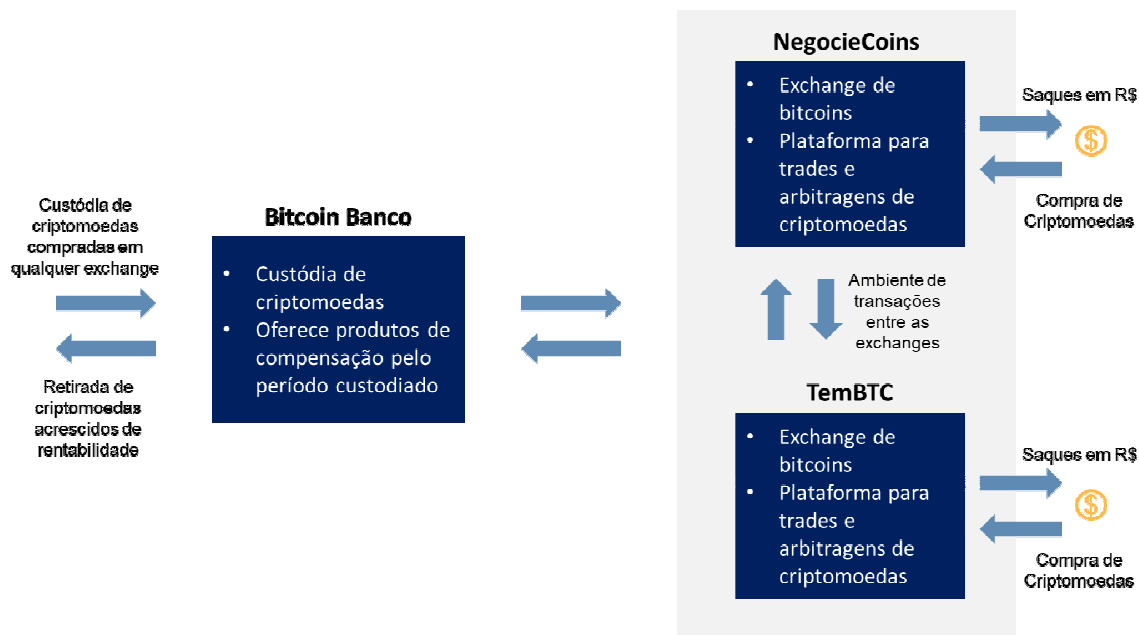 Custódia de
criptomoedas
compradas em
qualquer exchange
Retirada de
criptomoedas
acrescidos de
rentabilidade
Bitcoin Banco
• Custódia de
criptomoedas
• Oferece produtos de
compensação pelo
período custodiado
NegocieCoins
• Exchange de
bitcoins
• Plataforma para
trades e
arbitragens de
criptomoedas
Saques em R$
$
Compra de
Criptomoedas
Ambiente de
transações
entre as
exchanges
TemBTC
• Exchange de
bitcoins
• Plataforma para
trades e
arbitragens de
criptomoedas
Saques em R$
$
Compra de
Criptomoedas